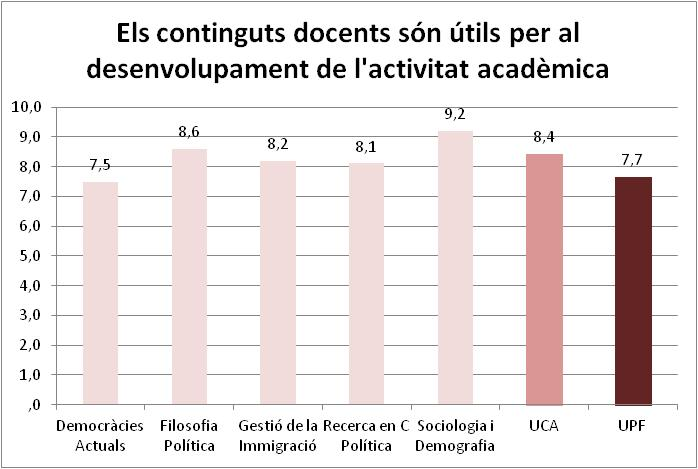 Els continguts docents són útils per al
desenvolupament de l'activitat acadèmica
10,0
9,0
8,0
7,0
6,0
5,0
4,0
3,0
2,0
1,0
,0
7,5
8,6
8,2
8,1
9,2
8,4
7,7
Democràcies
Actuals
Filosofia
Política
Gestió de la
Immigració
Recerca en C
Política
Sociologia i
Demografia
UCA
UPF